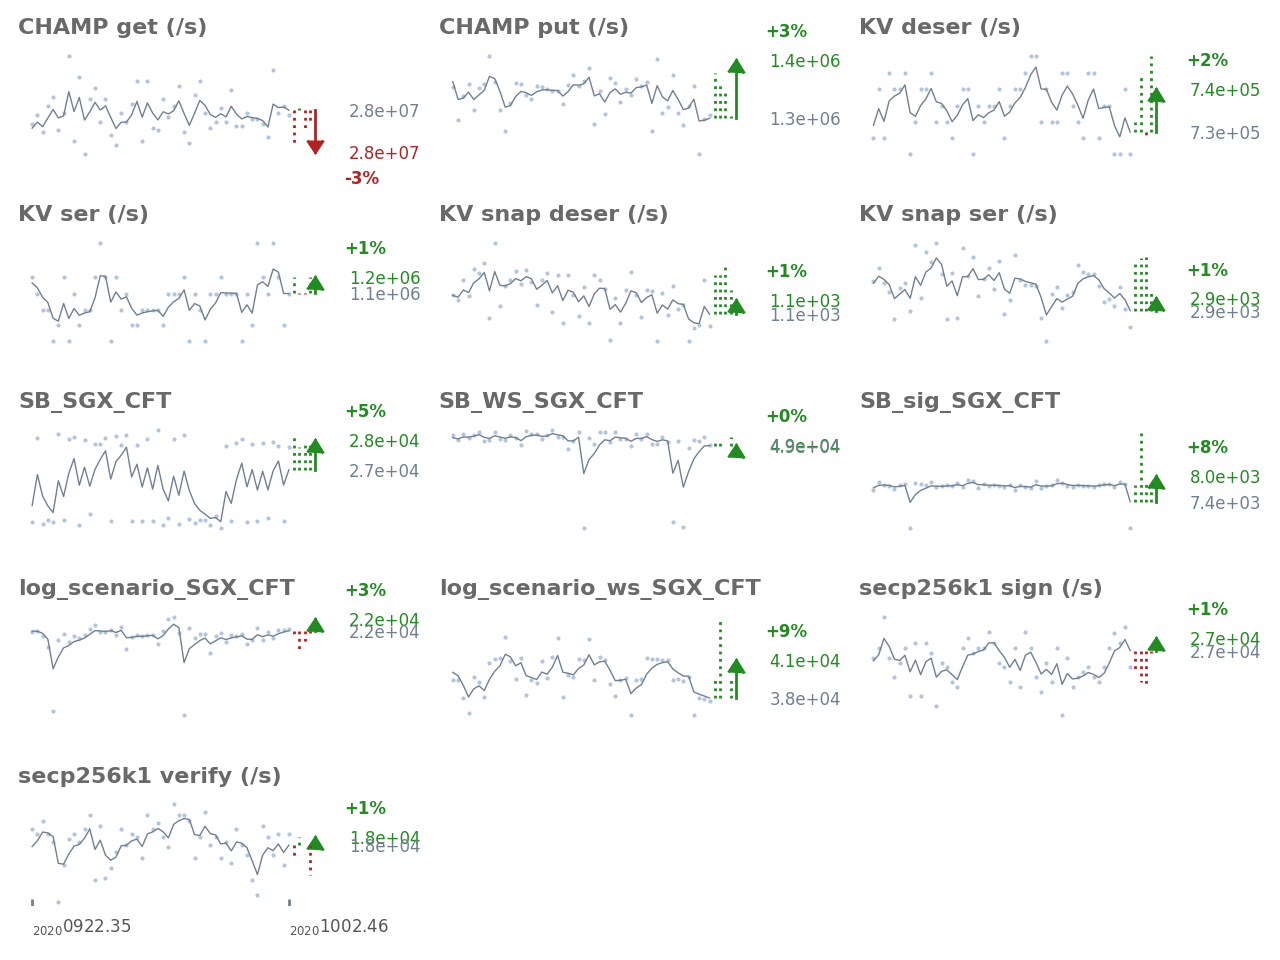 CHAMP get (/s)
2.8e+07
2.8e+07
-3%
CHAMP put (/s)
+3%
1.4e+06
1.3e+06
KV deser (/s)
+2%
7.4e+05
7.3e+05
KV ser (/s)
+1%
1.2e+06
1.1e+06
KV snap deser (/s)
+1%
1.1e+03
1.1e+03
KV snap ser (/s)
+1%
2.9e+03
2.9e+03
SB_SGX_CFT
+5%
2.8e+04
2.7e+04
SB_WS_SGX_CFT
+0%
4.9e+04
SB_sig_SGX_CFT
+8%
8.0e+03
7.4e+03
log_scenario_SGX_CFT
+3%
2.2e+04
2.2e+04
log_scenario_ws_SGX_CFT
+9%
4.1e+04
3.8e+04
secp256k1 sign (/s)
+1%
2.7e+04
2.7e+04
secp256k1 verify (/s)
+1%
1.8e+04
1.8e+04
20200922.35
20201002.46